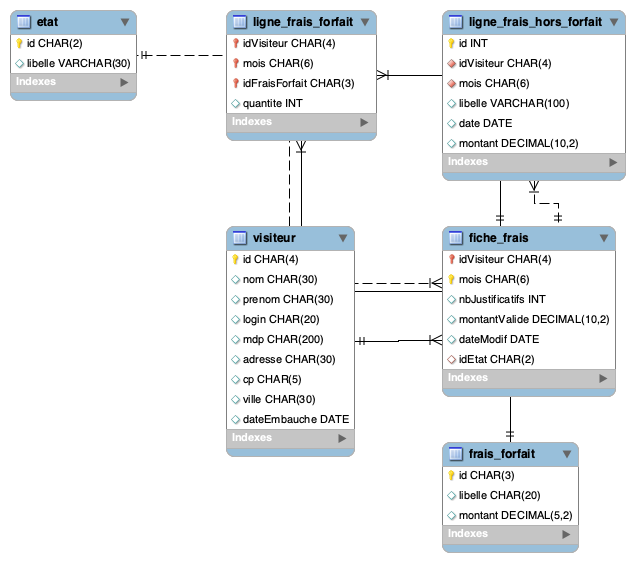 etat
id CHAR(2)
libelle VARCHAR(30)
Indexes
ligne_frais_forfait
idVisiteur CHAR(4)
mois CHAR(6)
idFraisForfait CHAR(3)
quantite INT
Indexes
ligne_frais_hors_forfait
id INT
idVisiteur CHAR(4)
mois CHAR(6)
libelle VARCHAR(100)
date DATE
montant DECIMAL(10,2)
Indexes
visiteur
id CHAR(4)
nom CHAR(30)
prenom CHAR(30)
login CHAR(20)
mdp CHAR(200)
adresse CHAR(30)
cp CHAR(5)
ville CHAR(30)
dateEmbauche DATE
Indexes
fiche_frais
idVisiteur CHAR(4)
mois CHAR(6)
nbJustificatifs INT
montantValide DECIMAL(10,2)
dateModif DATE
idEtat CHAR(2)
Indexes
frais_forfait
id CHAR(3)
libelle CHAR(20)
montant DECIMAL(5,2)
Indexes